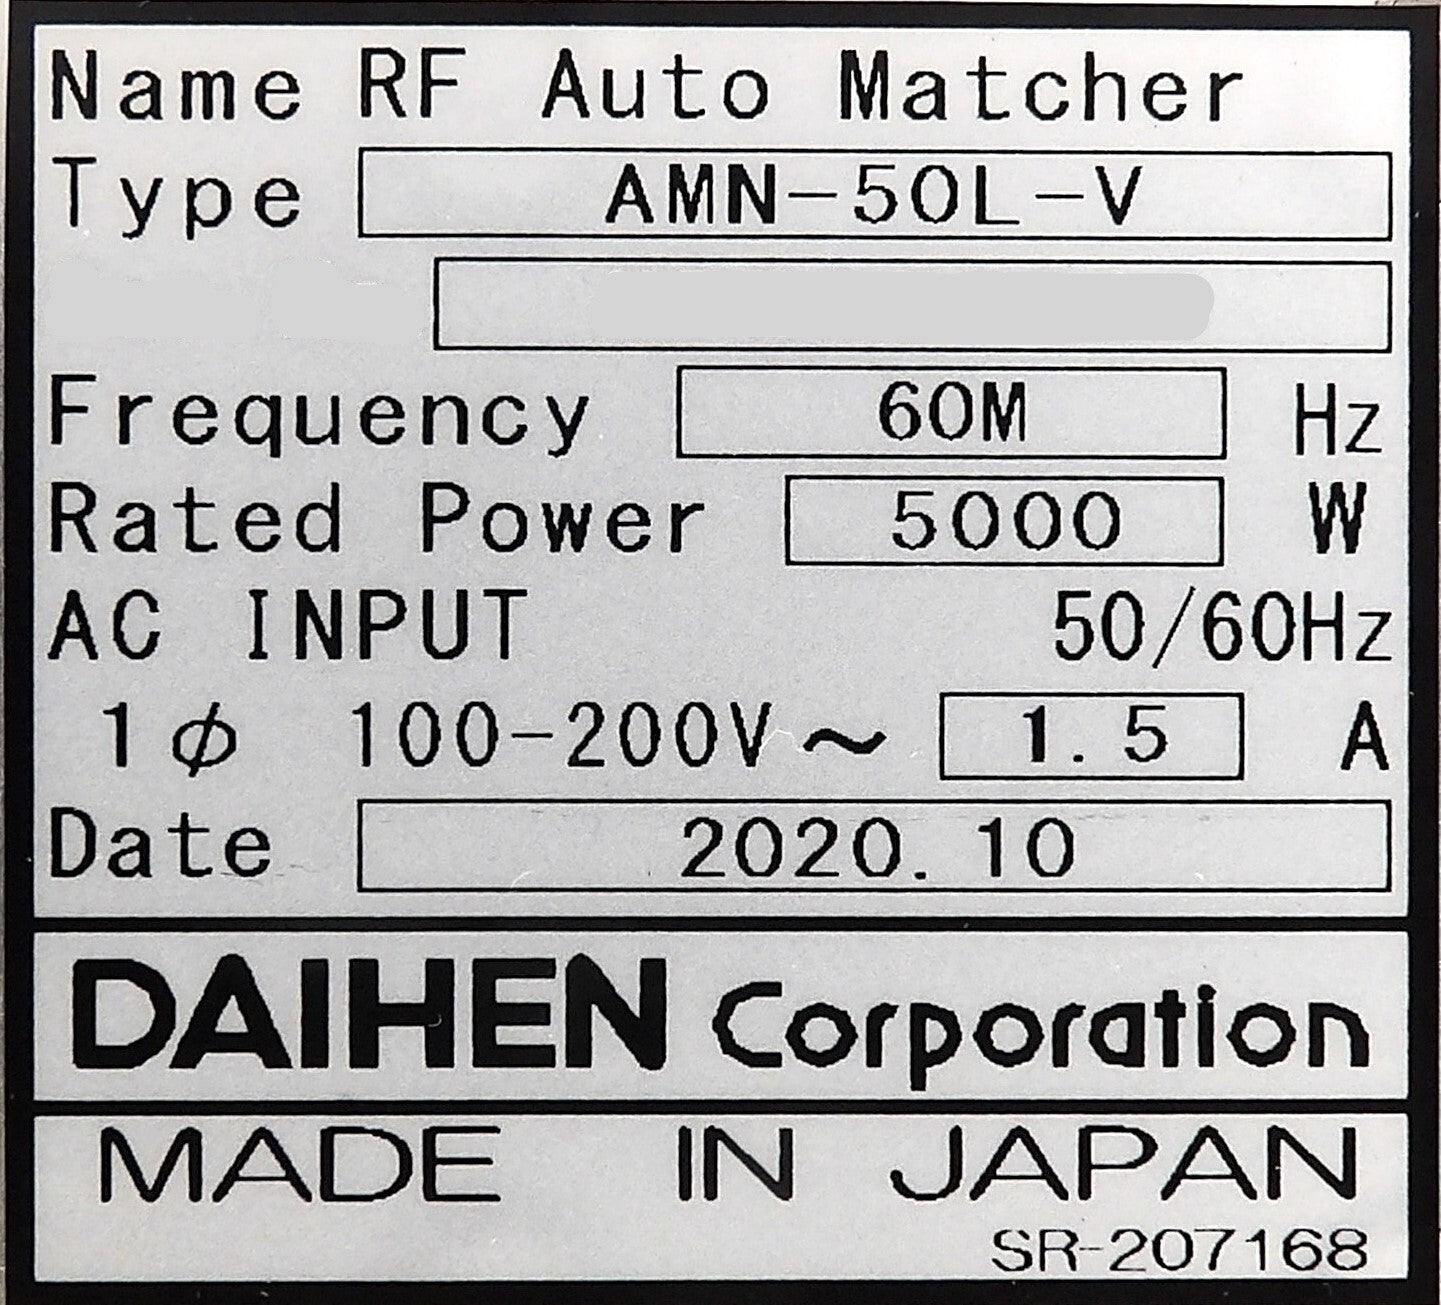 Name RF Auto Matcher
Type AMN-50L-V
Frequency 60M Hz
Rated Power 5000 W
AC INPUT 50/60Hz
1φ 100-200V～ 1.5 A
Date 2020.10
DAIHEN Corporation
MADE IN JAPAN
SR-207168